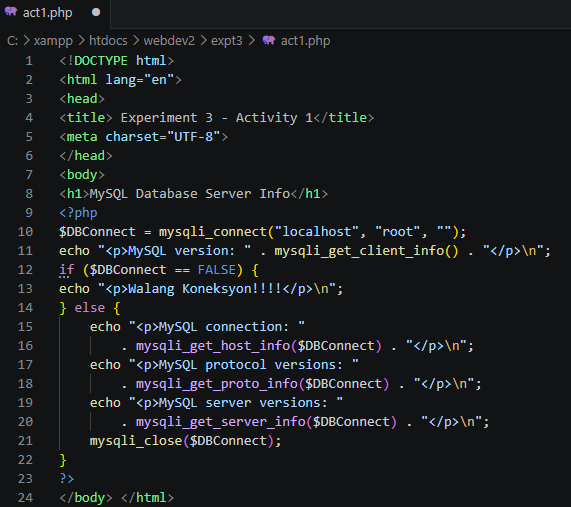 act1.php
C: > xampp > htdocs > webdev2 > expt3 > act1.php
1 <!DOCTYPE html>
2 <html lang="en">
3 <head>
4 <title> Experiment 3 - Activity 1</title>
5 <meta charset="UTF-8">
6 </head>
7 <body>
8 <h1>MySQL Database Server Info</h1>
9 <?php
10 $DBConnect = mysqli_connect("localhost", "root", "");
11 echo "<p>MySQL version: " . mysqli_get_client_info() . "</p>\n";
12 if ($DBConnect == FALSE) {
13 echo "<p>Walang Koneksyon!!!!</p>\n";
14 } else {
15     echo "<p>MySQL connection: "
16         . mysqli_get_host_info($DBConnect) . "</p>\n";
17     echo "<p>MySQL protocol versions: "
18         . mysqli_get_proto_info($DBConnect) . "</p>\n";
19     echo "<p>MySQL server versions: "
20         . mysqli_get_server_info($DBConnect) . "</p>\n";
21     mysqli_close($DBConnect);
22 }
23 ?>
24 </body> </html>